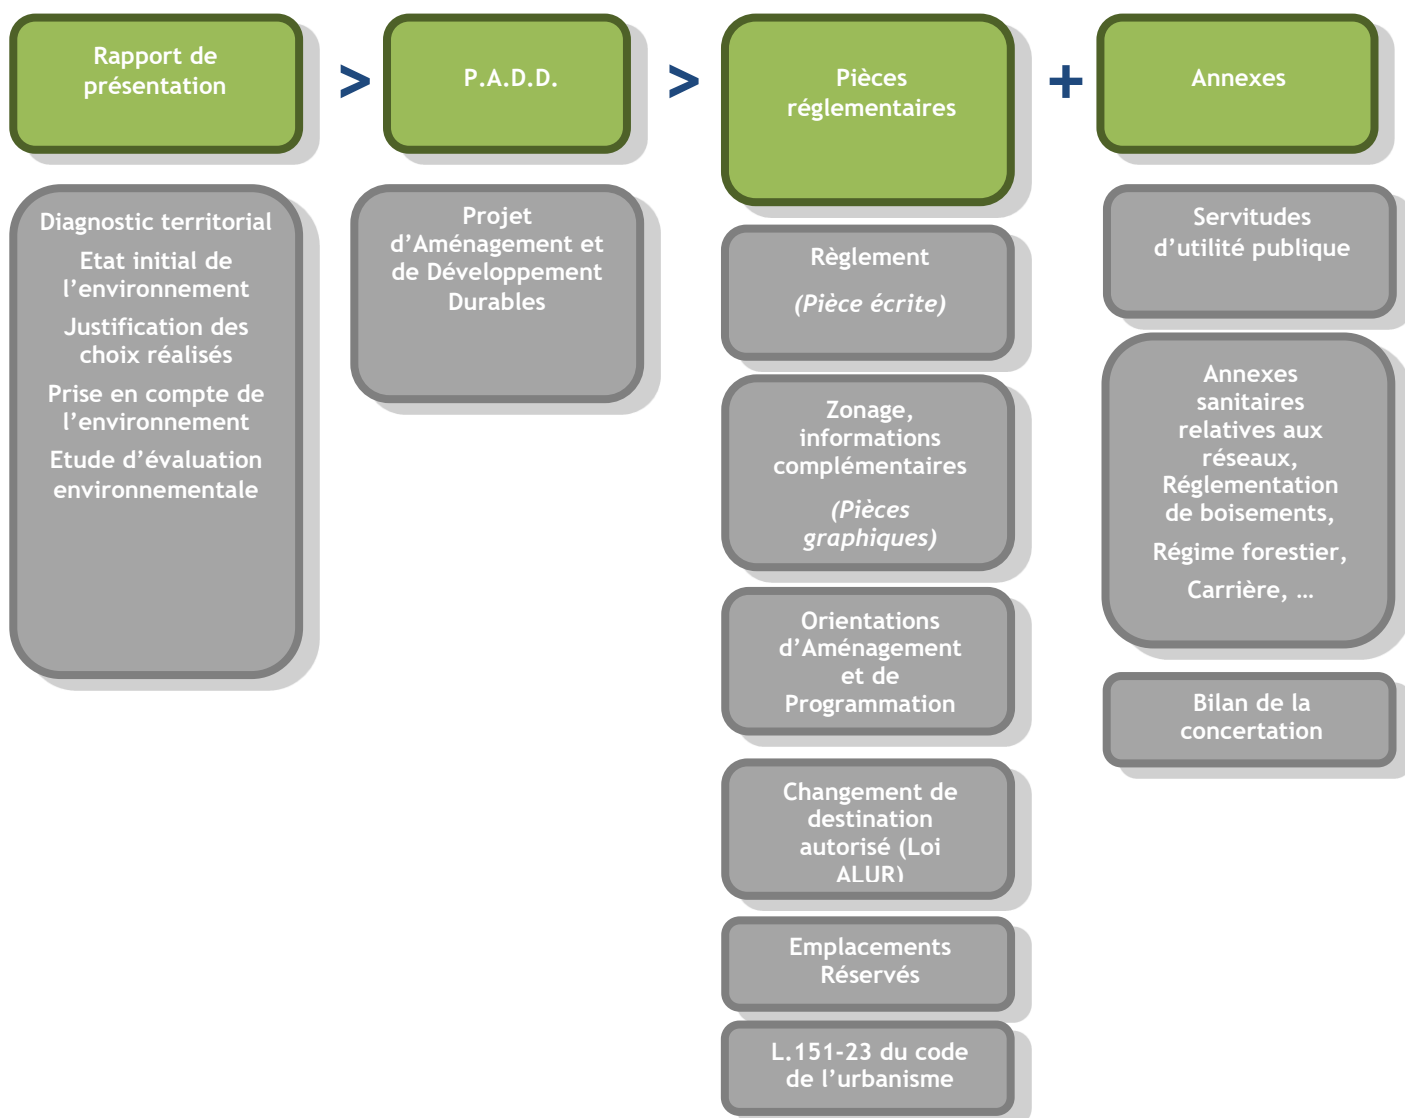 Rapport de
présentation
>
P.A.D.D.
>
Pièces
réglementaires
+
Annexes
Diagnostic territorial
Etat initial de
l’environnement
Justification des
choix réalisés
Prise en compte de
l’environnement
Etude d’évaluation
environnementale
Projet
d’Aménagement et
de Développement
Durables
Règlement
(Pièce écrite)
Zonage,
informations
complémentaires
(Pièces
graphiques)
Orientations
d’Aménagement
et de
Programmation
Changement de
destination
autorisé (Loi
ALUR)
Emplacements
Réservés
L.151-23 du code
de l’urbanisme
Servitudes
d’utilité publique
Annexes
sanitaires
relatives aux
réseaux,
Réglementation
de boisements,
Régime forestier,
Carrière, …
Bilan de la
concertation